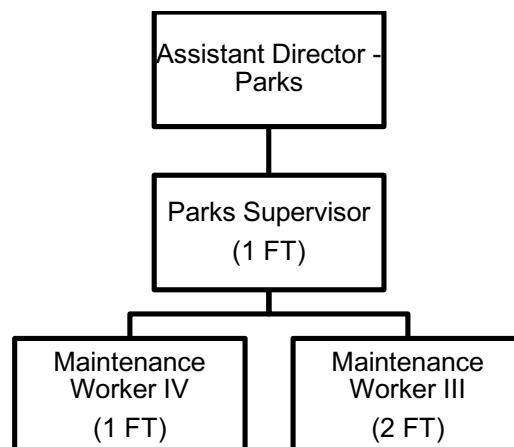 Assistant Director -
Parks
Parks Supervisor
(1 FT)
Maintenance
Worker IV
(1 FT)
Maintenance
Worker III
(2 FT)